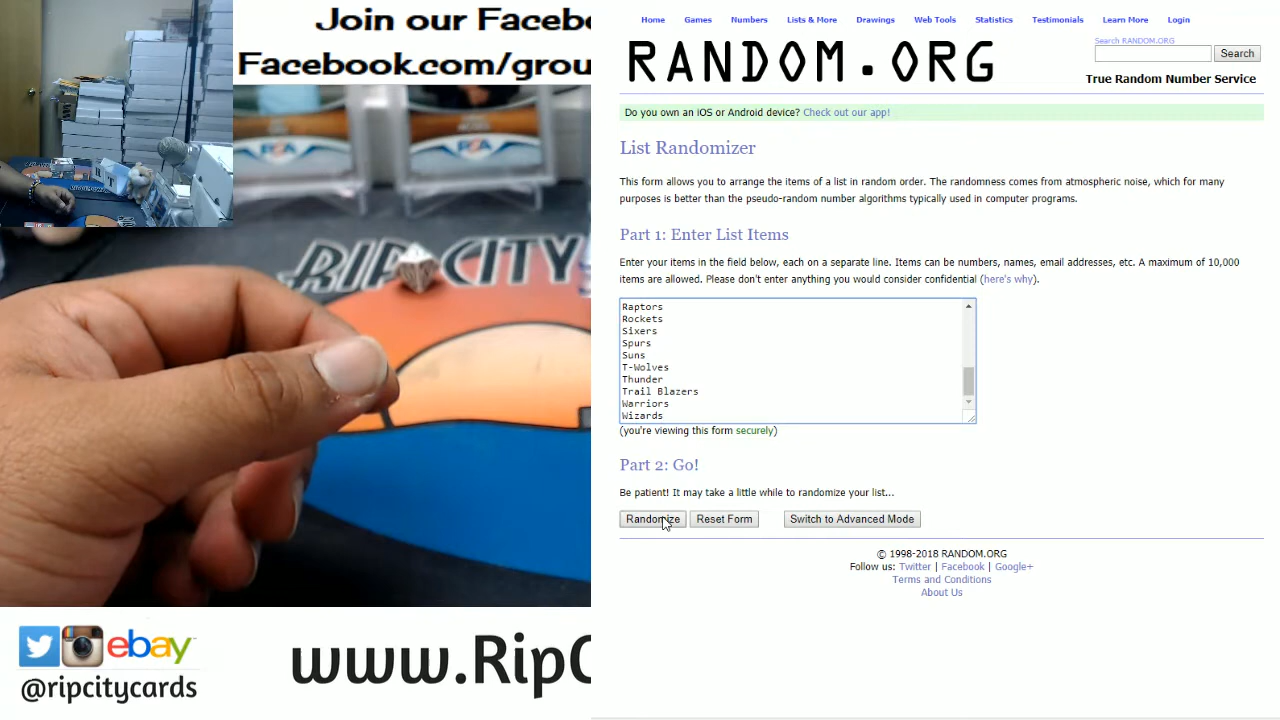 Join our Facebo
Facebook.com/grou
RIP CITY
@ripcitycards
ebay
www.Rip
Home Games Numbers Lists & More Drawings Web Tools Statistics Testimonials Learn More Login
RANDOM.ORG
Search RANDOM.ORG
Search
True Random Number Service
Do you own an iOS or Android device? Check out our app!
List Randomizer
This form allows you to arrange the items of a list in random order. The randomness comes from atmospheric noise, which for many
purposes is better than the pseudo-random number algorithms typically used in computer programs.
Part 1: Enter List Items
Enter your items in the field below, each on a separate line. Items can be numbers, names, email addresses, etc. A maximum of 10,000
items are allowed. Please don't enter anything you would consider confidential (here's why).
Raptors
Rockets
Sixers
Spurs
Suns
T-Wolves
Thunder
Trail Blazers
Warriors
Wizards
(you're viewing this form securely)
Part 2: Go!
Be patient! It may take a little while to randomize your list...
Randomize Reset Form Switch to Advanced Mode
© 1998-2018 RANDOM.ORG
Follow us: Twitter | Facebook | Google+
Terms and Conditions
About Us